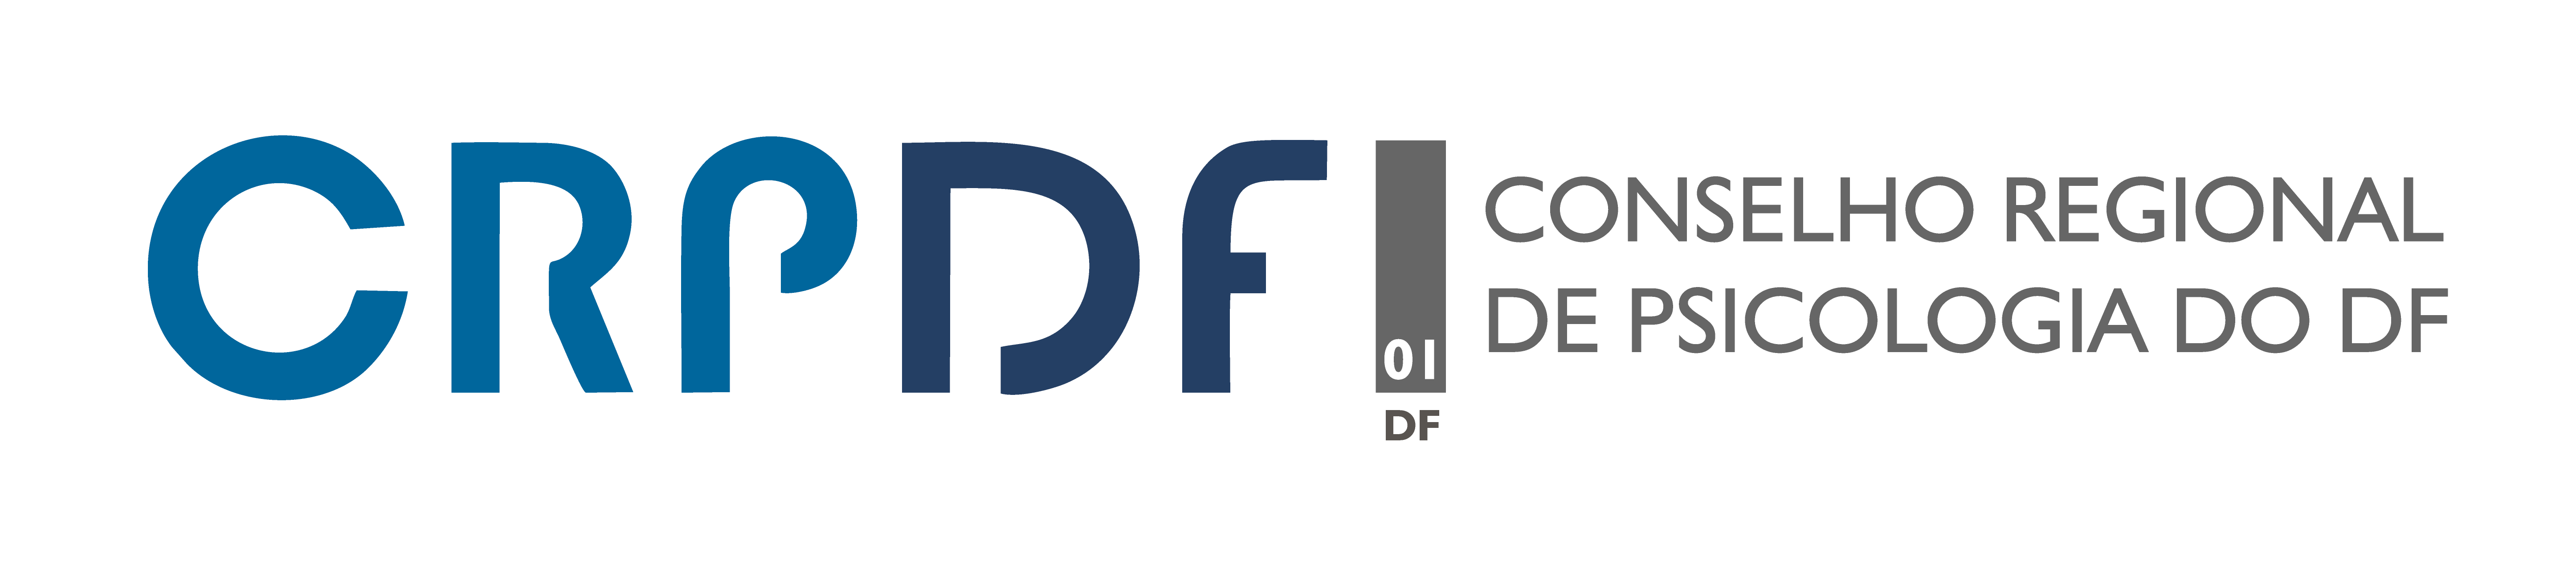 CRPDF
01
DF
CONSELHO REGIONAL
DE PSICOLOGIA DO DF